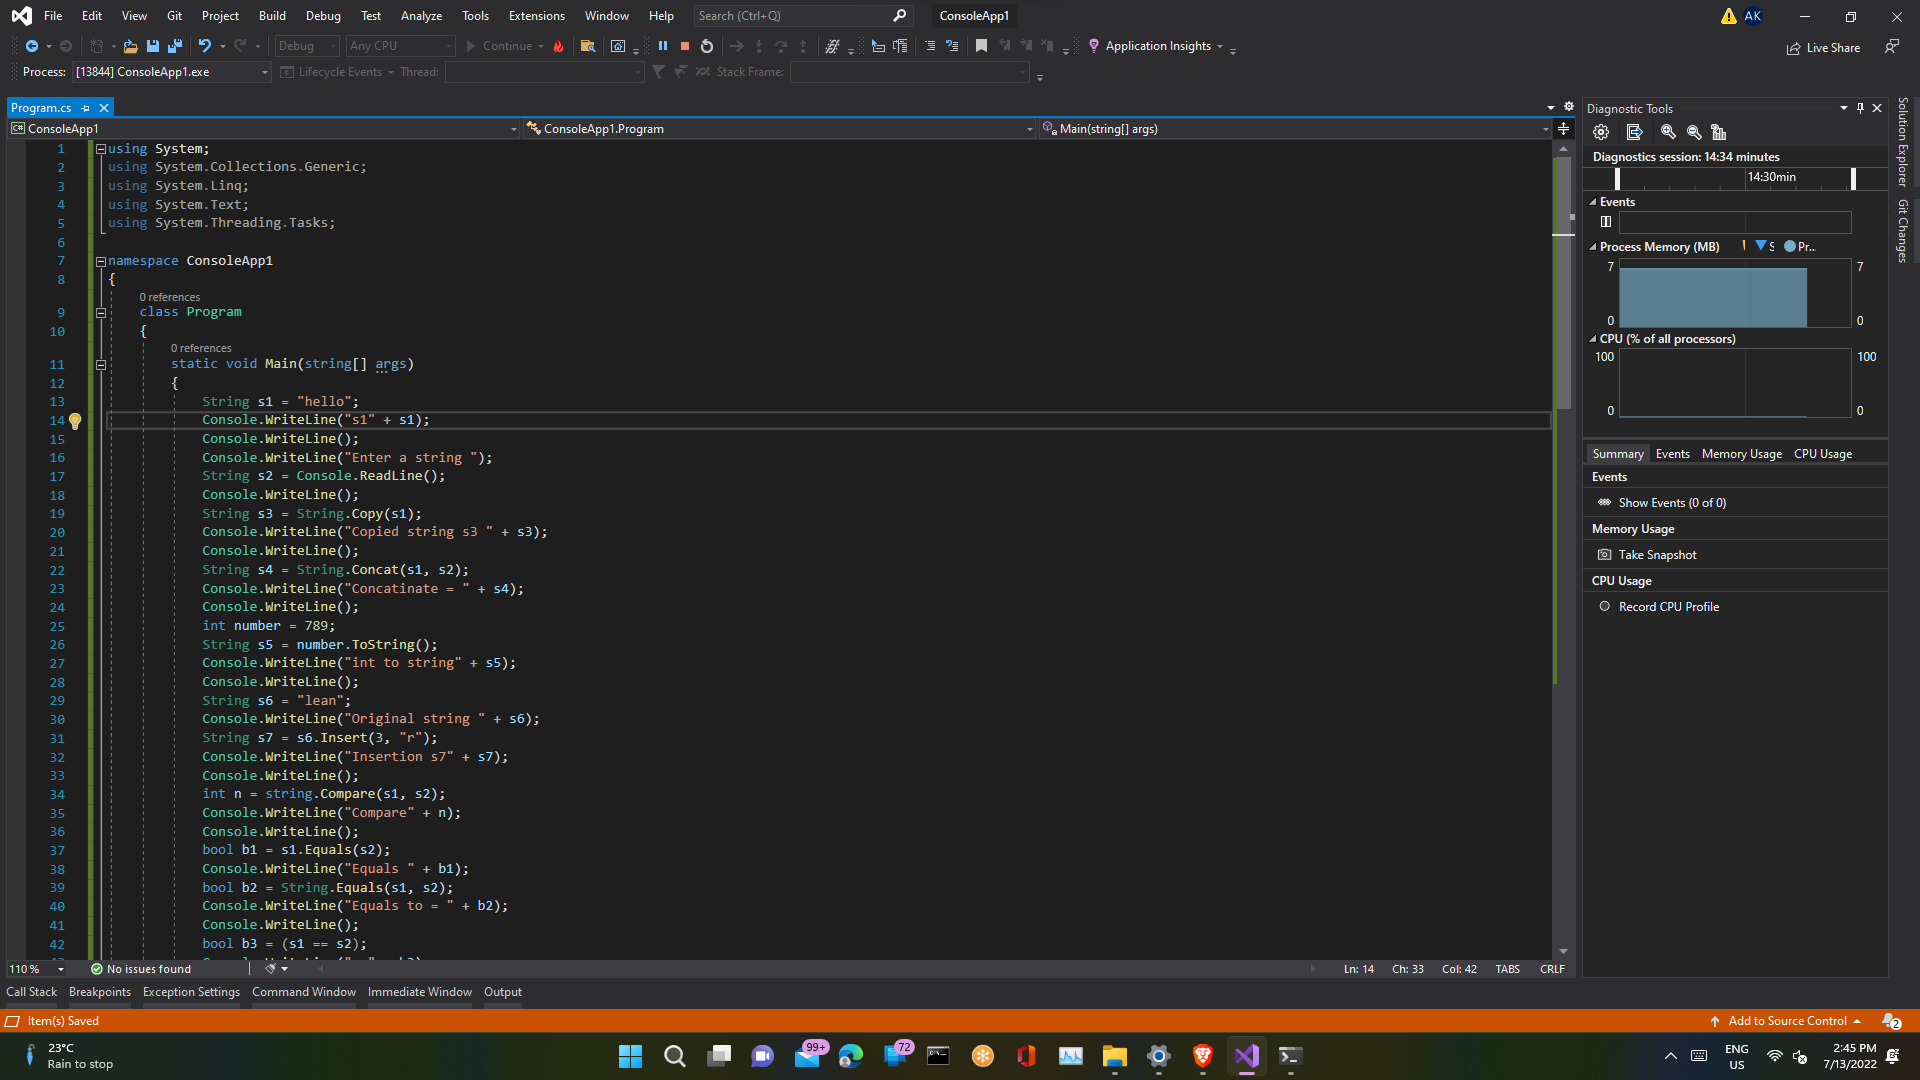 File Edit View Git Project Build Debug Test Analyze Tools Extensions Window Help Search (Ctrl+Q) ConsoleApp1 AK
Debug Any CPU Continue Application Insights Live Share
Process: [13844] ConsoleApp1.exe Lifecycle Events Thread: Stack Frame:
Program.cs
C# ConsoleApp1 ConsoleApp1.Program Main(string[] args)
1 using System;
2 using System.Collections.Generic;
3 using System.Linq;
4 using System.Text;
5 using System.Threading.Tasks;
6
7 namespace ConsoleApp1
8 {
0 references
9 class Program
10 {
0 references
11 static void Main(string[] args)
12 {
13 String s1 = "hello";
14 Console.WriteLine("s1" + s1);
15 Console.WriteLine();
16 Console.WriteLine("Enter a string ");
17 String s2 = Console.ReadLine();
18 Console.WriteLine();
19 String s3 = String.Copy(s1);
20 Console.WriteLine("Copied string s3 " + s3);
21 Console.WriteLine();
22 String s4 = String.Concat(s1, s2);
23 Console.WriteLine("Concatinate = " + s4);
24 Console.WriteLine();
25 int number = 789;
26 String s5 = number.ToString();
27 Console.WriteLine("int to string" + s5);
28 Console.WriteLine();
29 String s6 = "lean";
30 Console.WriteLine("Original string " + s6);
31 String s7 = s6.Insert(3, "r");
32 Console.WriteLine("Insertion s7" + s7);
33 Console.WriteLine();
34 int n = string.Compare(s1, s2);
35 Console.WriteLine("Compare" + n);
36 Console.WriteLine();
37 bool b1 = s1.Equals(s2);
38 Console.WriteLine("Equals " + b1);
39 bool b2 = String.Equals(s1, s2);
40 Console.WriteLine("Equals to = " + b2);
41 Console.WriteLine();
42 bool b3 = (s1 == s2);
110 % No issues found Ln: 14 Ch: 33 Col: 42 TABS CRLF
Call Stack Breakpoints Exception Settings Command Window Immediate Window Output
Diagnostic Tools
Diagnostics session: 14:34 minutes
14:30min
Events
Process Memory (MB) S Pr...
7 7
0 0
CPU (% of all processors)
100 100
0 0
Summary Events Memory Usage CPU Usage
Events
Show Events (0 of 0)
Memory Usage
Take Snapshot
CPU Usage
Record CPU Profile
Solution Explorer
Git Changes
Item(s) Saved Add to Source Control 2
23°C
Rain to stop
99+ 72
ENG
US
2:45 PM
7/13/2022